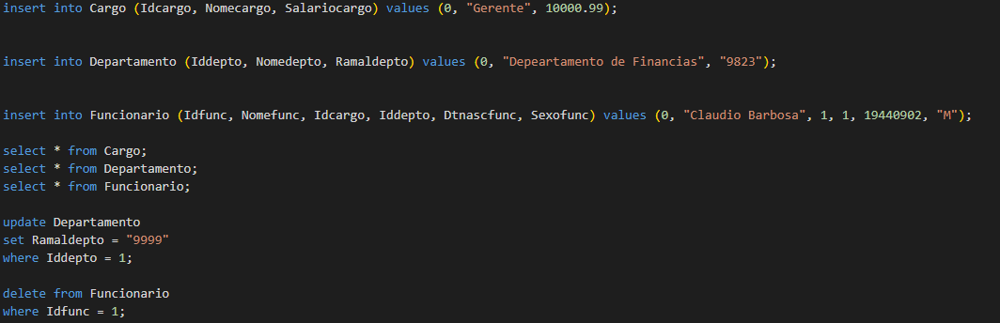 insert into Cargo (Idcargo, Nomecargo, Salariocargo) values (0, "Gerente", 10000.99);
insert into Departamento (Iddepto, Nomedepto, Ramaldepto) values (0, "Depeartamento de Financias", "9823");
insert into Funcionario (Idfunc, Nomefunc, Idcargo, Iddepto, Dtnascfunc, Sexofunc) values (0, "Claudio Barbosa", 1, 1, 19440902, "M");
select * from Cargo;
select * from Departamento;
select * from Funcionario;
update Departamento
set Ramaldepto = "9999"
where Iddepto = 1;
delete from Funcionario
where Idfunc = 1;